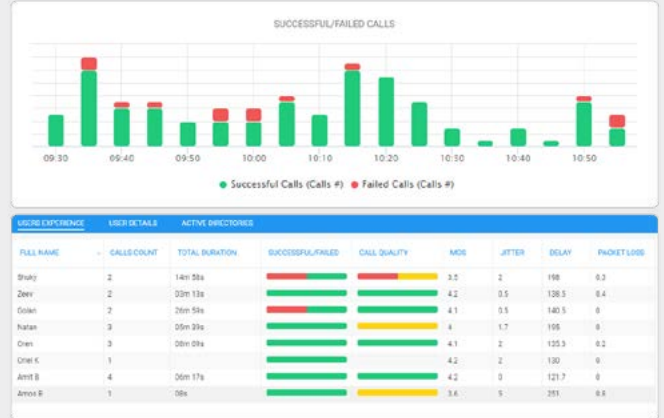 SUCCESSFUL/FAILED CALLS
09:30 09:40 09:50 10:00 10:10 10:20 10:30 10:40 10:50
Successful Calls (Calls #) Failed Calls (Calls #)
USERS EXPERIENCE USER DETAILS ACTIVE DIRECTORIES
FULL NAME CALLS COUNT TOTAL DURATION SUCCESSFUL/FAILED CALL QUALITY MOS JITTER DELAY PACKET LOSS
Shuky 2 14m 58s 3.5 2 198 0.3
Zeev 2 03m 13s 4.2 0.5 138.5 0.4
Golan 2 26m 59s 4.1 0.5 140.5 0
Natan 3 05m 39s 4 1.7 195 0
Oren 3 08m 09s 4.1 2 135.3 0.2
Oriel K 1 4.2 2 130 0
Amit B 4 06m 17s 4.2 0 121.7 0
Amos B 1 08s 3.6 5 251 0.8